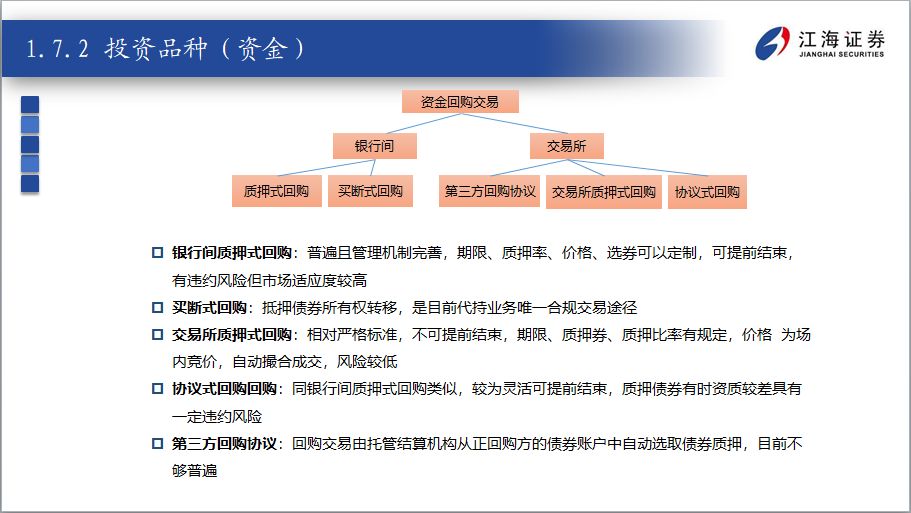 1.7.2 投资品种（资金）
江海证券
JIANGHAI SECURITIES
资金回购交易
银行间
交易所
质押式回购
买断式回购
第三方回购协议
交易所质押式回购
协议式回购
银行间质押式回购：普遍且管理机制完善，期限、质押率、价格、选券可以定制，可提前结束，
有违约风险但市场适应度较高
买断式回购：抵押债券所有权转移，是目前代持业务唯一合规交易途径
交易所质押式回购：相对严格标准，不可提前结束，期限、质押券、质押比率有规定，价格 为场
内竞价，自动撮合成交，风险较低
协议式回购回购：同银行间质押式回购类似，较为灵活可提前结束，质押债券有时资质较差具有
一定违约风险
第三方回购协议：回购交易由托管结算机构从正回购方的债券账户中自动选取债券质押，目前不
够普遍